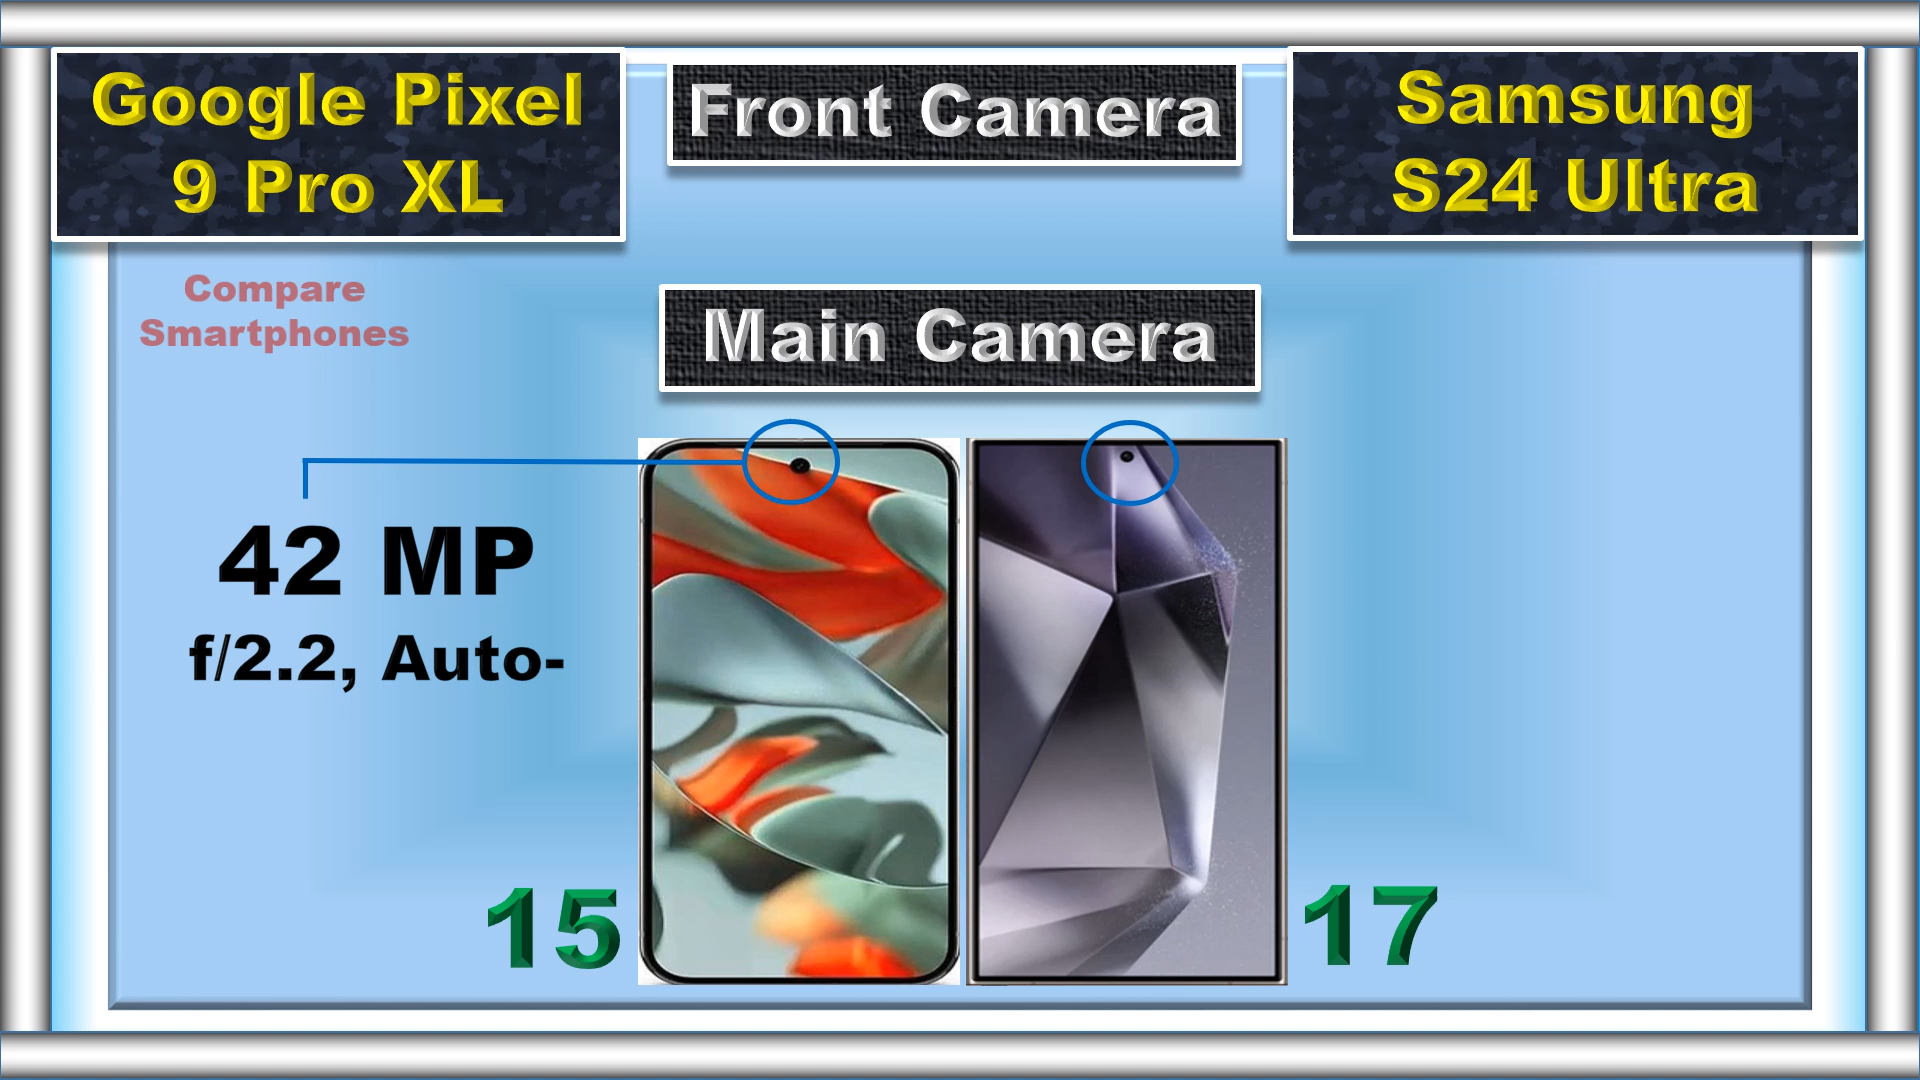 Google Pixel
9 Pro XL
Front Camera
Samsung
S24 Ultra
Compare
Smartphones
Main Camera
42 MP
f/2.2, Auto-
15
17